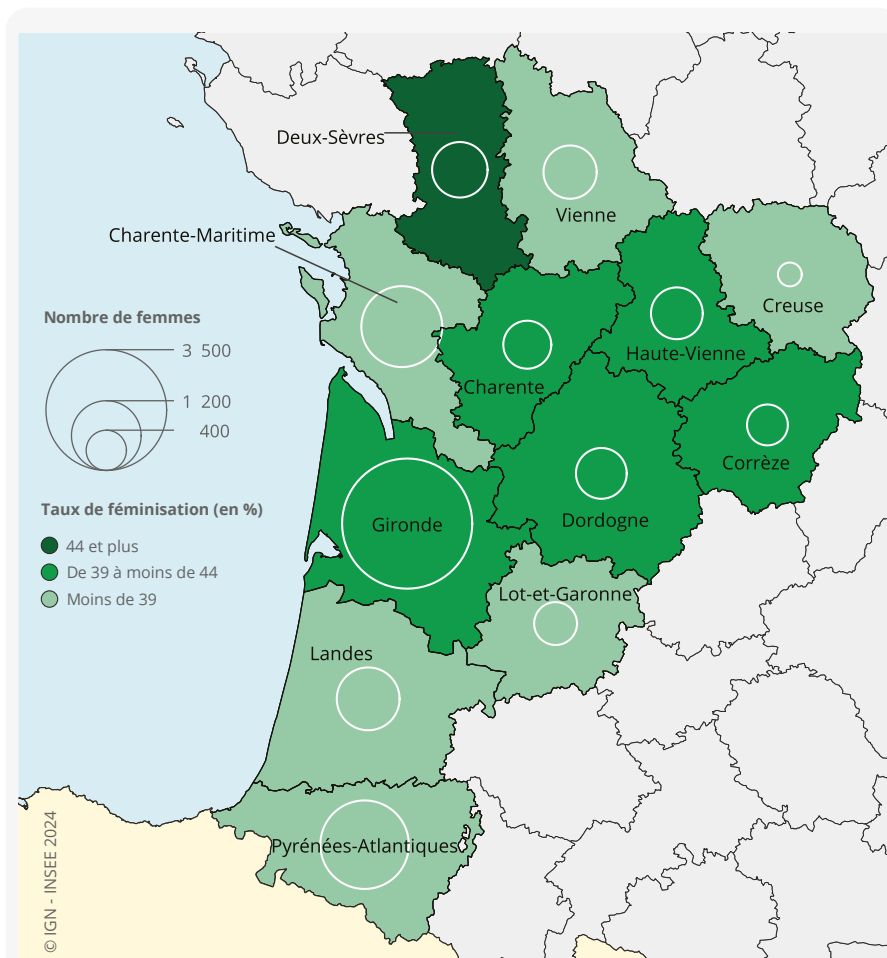 Deux-Sèvres
Vienne
Charente-Maritime
Creuse
Nombre de femmes
3 500
1 200
400
Haute-Vienne
Charente
Corrèze
Taux de féminisation (en %)
44 et plus
De 39 à moins de 44
Moins de 39
Gironde
Dordogne
Lot-et-Garonne
Landes
Pyrénées-Atlantiques
© IGN - INSEE 2024